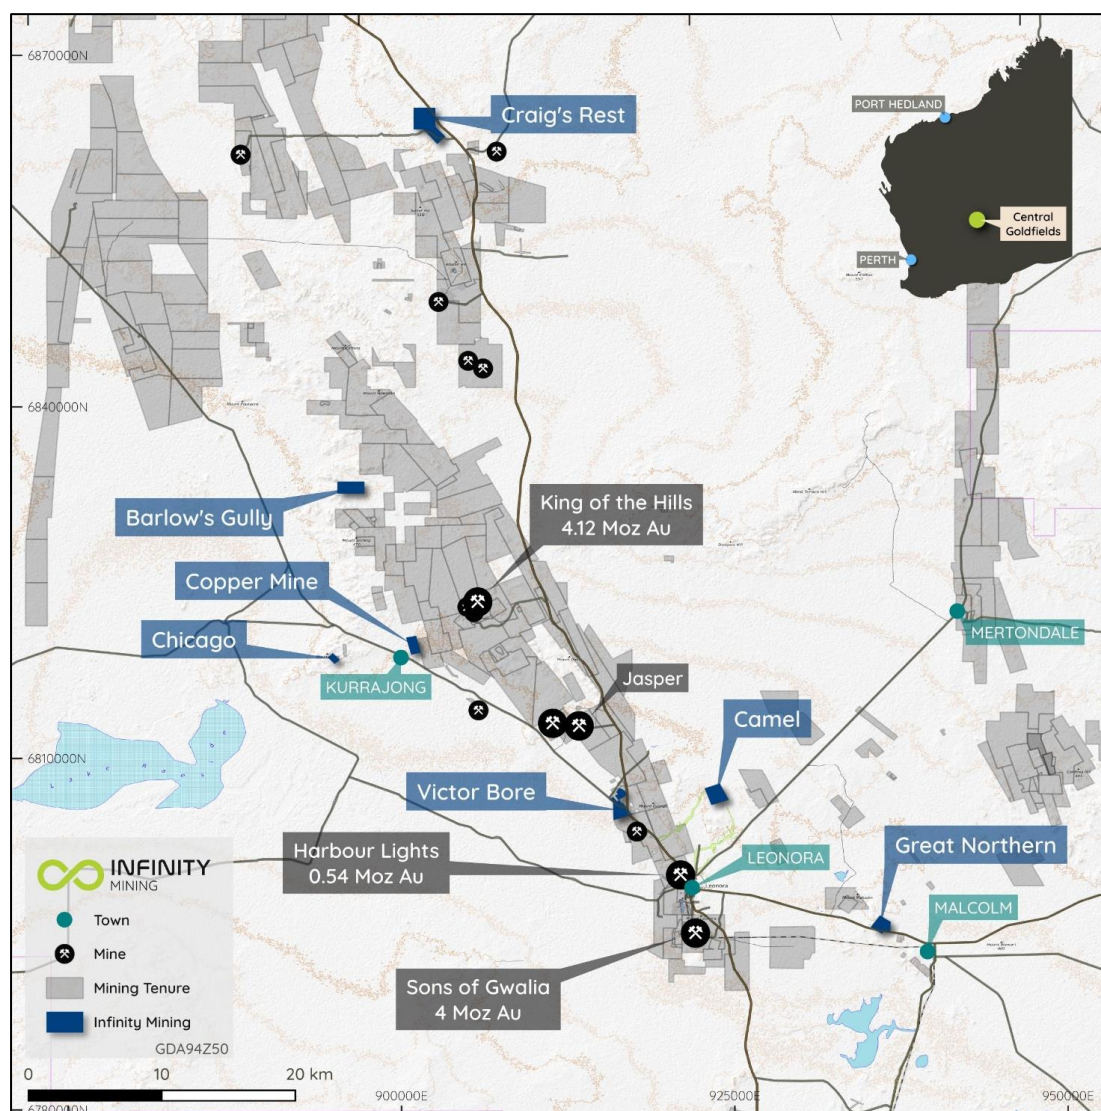 6870000N
Craig's Rest
PORT HEDLAND
Central
Goldfields
PERTH
6840000N
King of the Hills
4.12 Moz Au
Barlow's Gully
Copper Mine
Chicago
KURRAJONG
MERTONDALE
Jasper
Camel
6810000N
Victor Bore
Harbour Lights
0.54 Moz Au
LEONORA
Leonora
Great Northern
MALCOLM
Sons of Gwalia
4 Moz Au
INFINITY
MINING
Town
Mine
Mining Tenure
Infinity Mining
GDA94Z50
0 10 20 km
6780000N
900000E
925000E
950000E